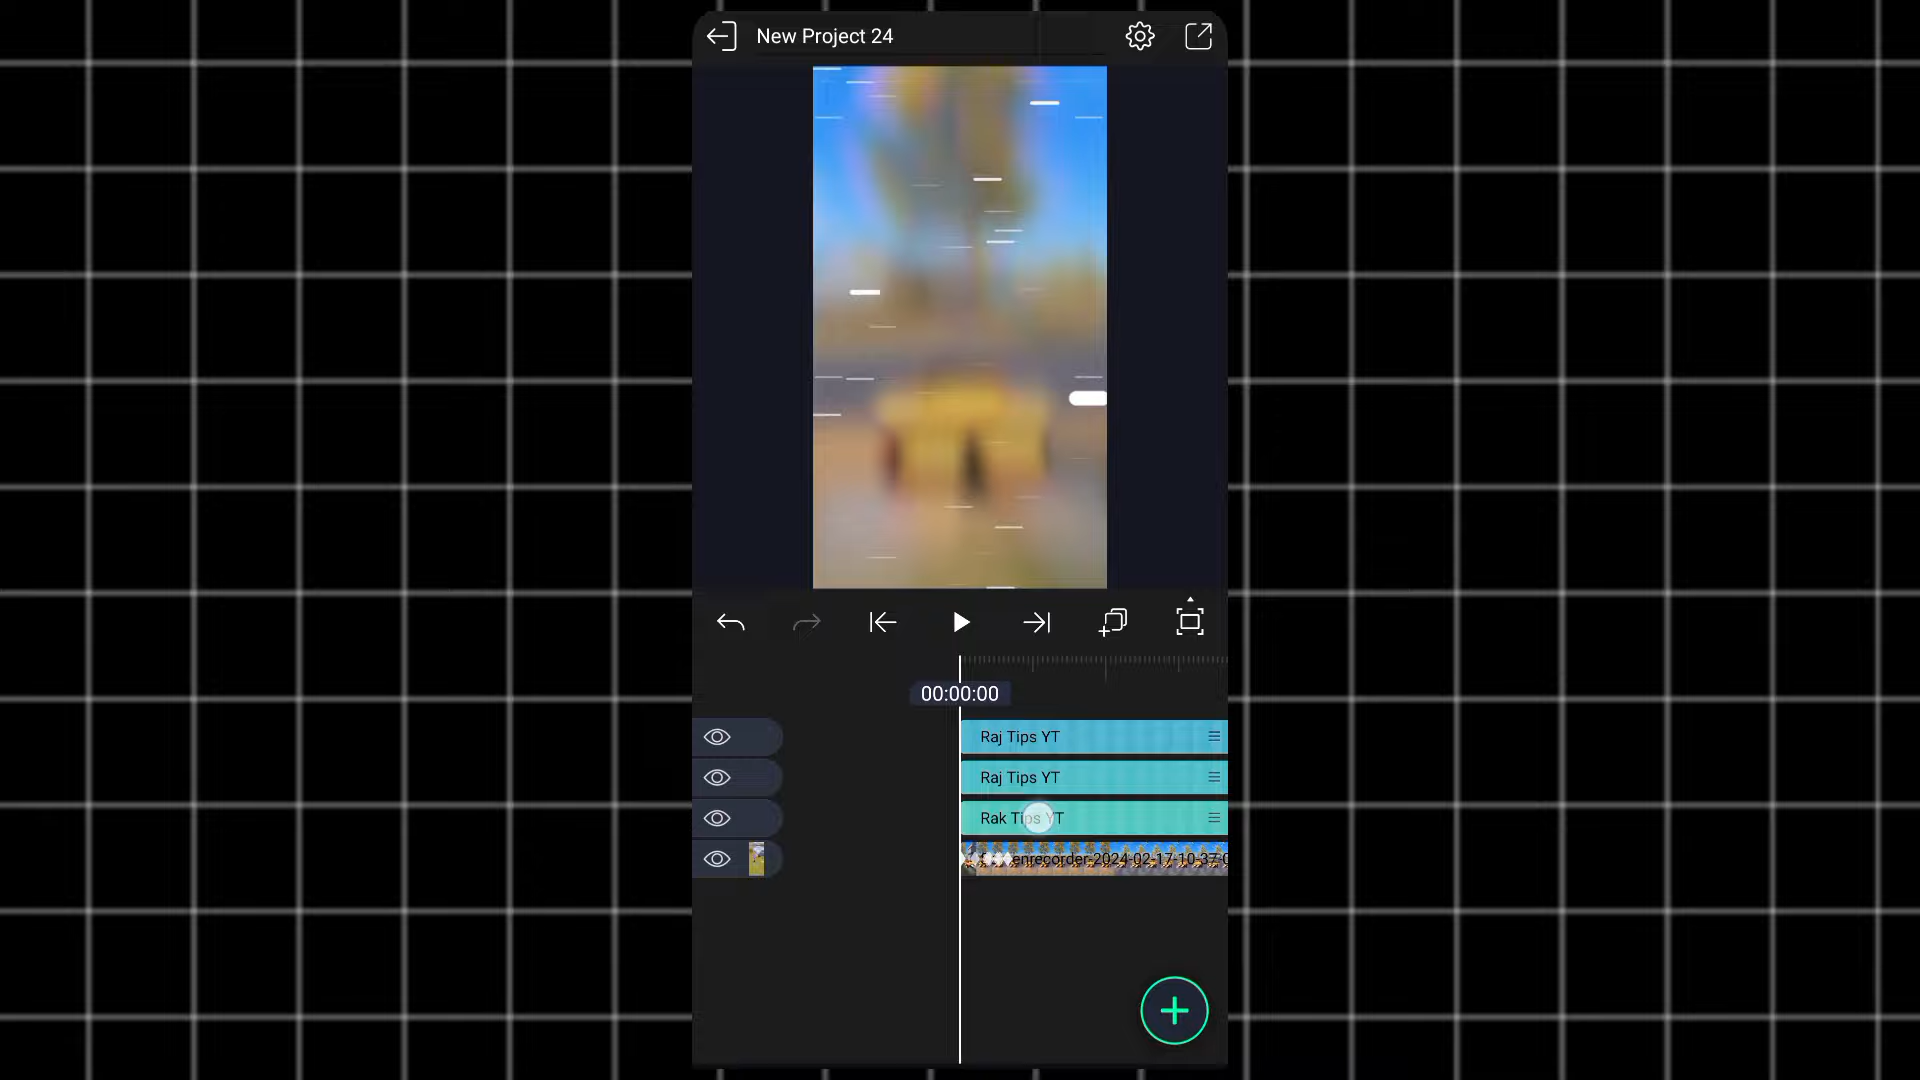 New Project 24
00:00:00
Raj Tips YT
Raj Tips YT
Rak Tips YT
enrecorder-2024-02-17-10-37-0